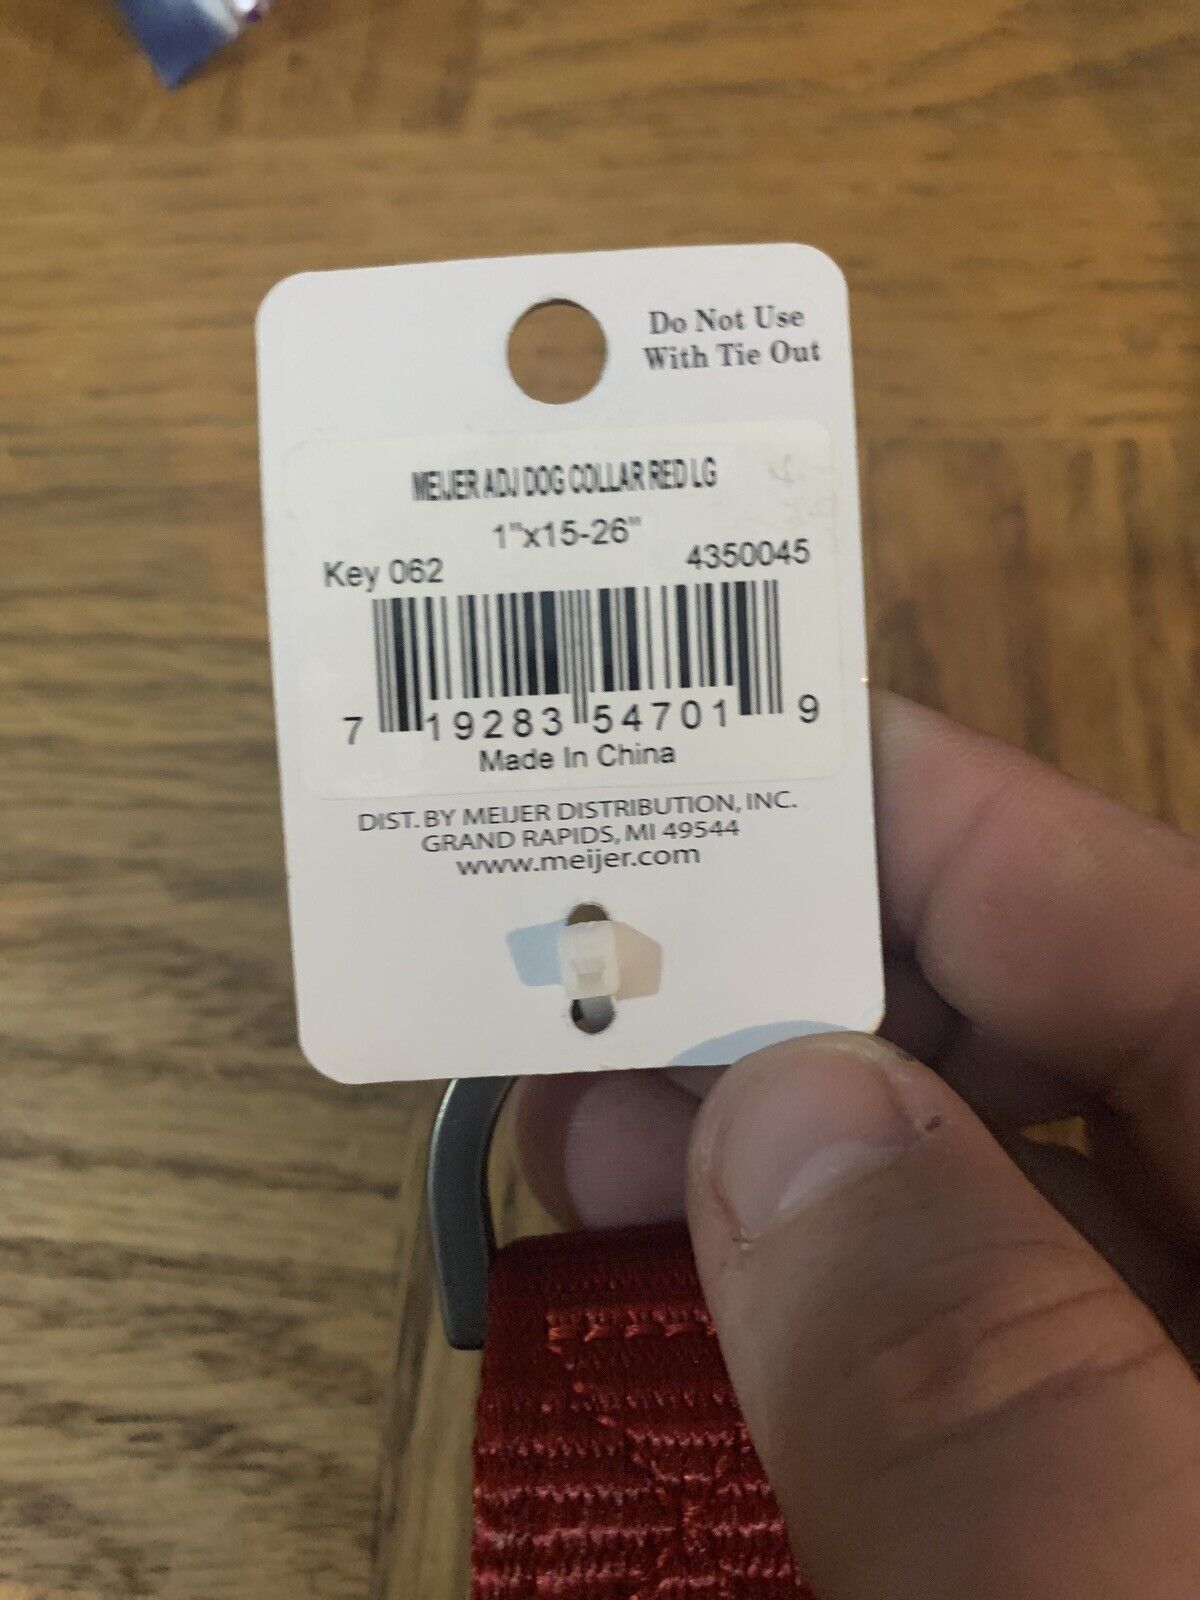 Do Not Use
With Tie Out
MEIJER ADJ DOG COLLAR RED LG
1"x15-26"
Key 062 4350045
7 19283 54701 9
Made In China
DIST. BY MEIJER DISTRIBUTION, INC.
GRAND RAPIDS, MI 49544
www.meijer.com